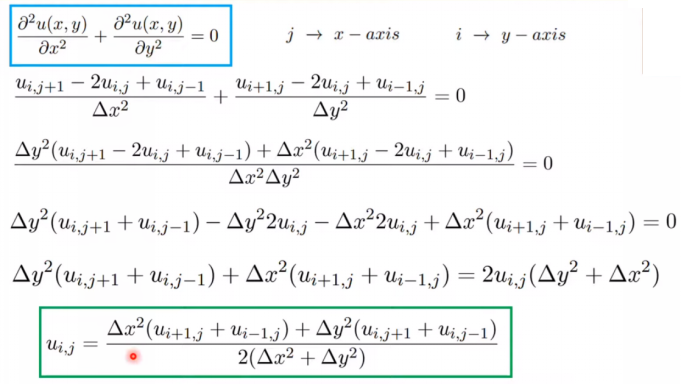 ∂²u(x, y)/∂x² + ∂²u(x, y)/∂y² = 0 j → x − axis i → y − axis
(u_{i,j+1} − 2u_{i,j} + u_{i,j−1})/Δx² + (u_{i+1,j} − 2u_{i,j} + u_{i−1,j})/Δy² = 0
(Δy²(u_{i,j+1} − 2u_{i,j} + u_{i,j−1}) + Δx²(u_{i+1,j} − 2u_{i,j} + u_{i−1,j}))/(Δx²Δy²) = 0
Δy²(u_{i,j+1} + u_{i,j−1}) − Δy²2u_{i,j} − Δx²2u_{i,j} + Δx²(u_{i+1,j} + u_{i−1,j}) = 0
Δy²(u_{i,j+1} + u_{i,j−1}) + Δx²(u_{i+1,j} + u_{i−1,j}) = 2u_{i,j}(Δy² + Δx²)
u_{i,j} = (Δx²(u_{i+1,j} + u_{i−1,j}) + Δy²(u_{i,j+1} + u_{i,j−1}))/(2(Δx² + Δy²))